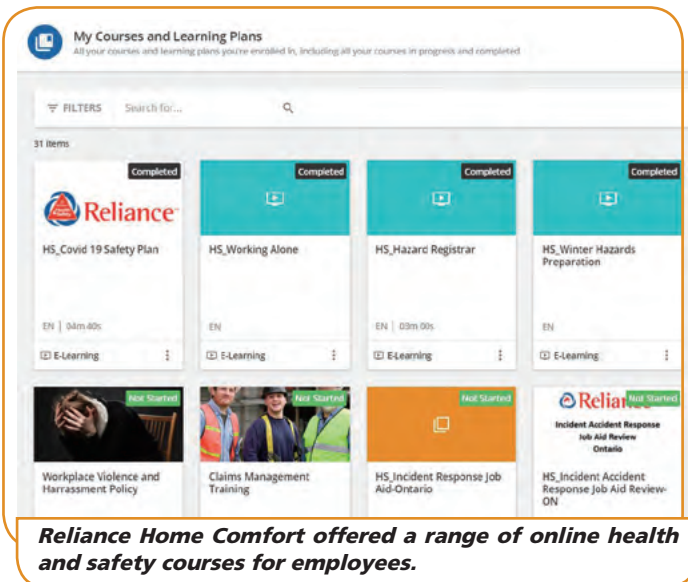 My Courses and Learning Plans
All your courses and learning plans you're enrolled in, including all your courses in progress and completed
FILTERS Search for...
31 items
Completed Completed Completed Completed
Reliance
HS_Covid 19 Safety Plan HS_Working Alone HS_Hazard Registrar HS_Winter Hazards
Preparation
EN | 04m 40s EN EN | 03m 00s EN
E-Learning E-Learning E-Learning E-Learning
Not Started Not Started Not Started Not Started
Incident Accident Response
Job Aid Review
Ontario
Workplace Violence and Claims Management HS_Incident Response Job HS_Incident Accident
Harrassment Policy Training Aid-Ontario Response Job Aid Review-
ON
Reliance Home Comfort offered a range of online health
and safety courses for employees.